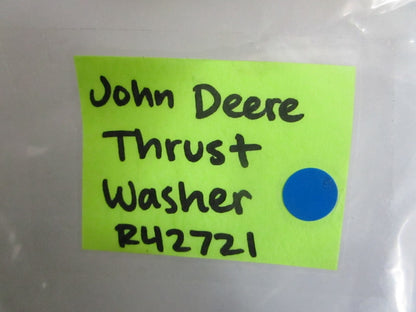 John Deere
Thrust
Washer
R42721